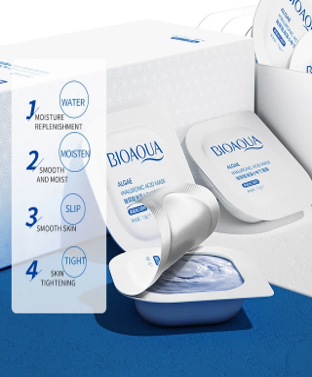 1
WATER
MOISTURE
REPLENISHMENT
2
MOISTEN
SMOOTH
AND MOIST
3
SLIP
SMOOTH SKIN
4
TIGHT
SKIN
TIGHTENING
BIOAQUA
ALGAE
HYALURONIC ACID MASK
BIOAQUA
ALGAE
HYALURONIC ACID MASK